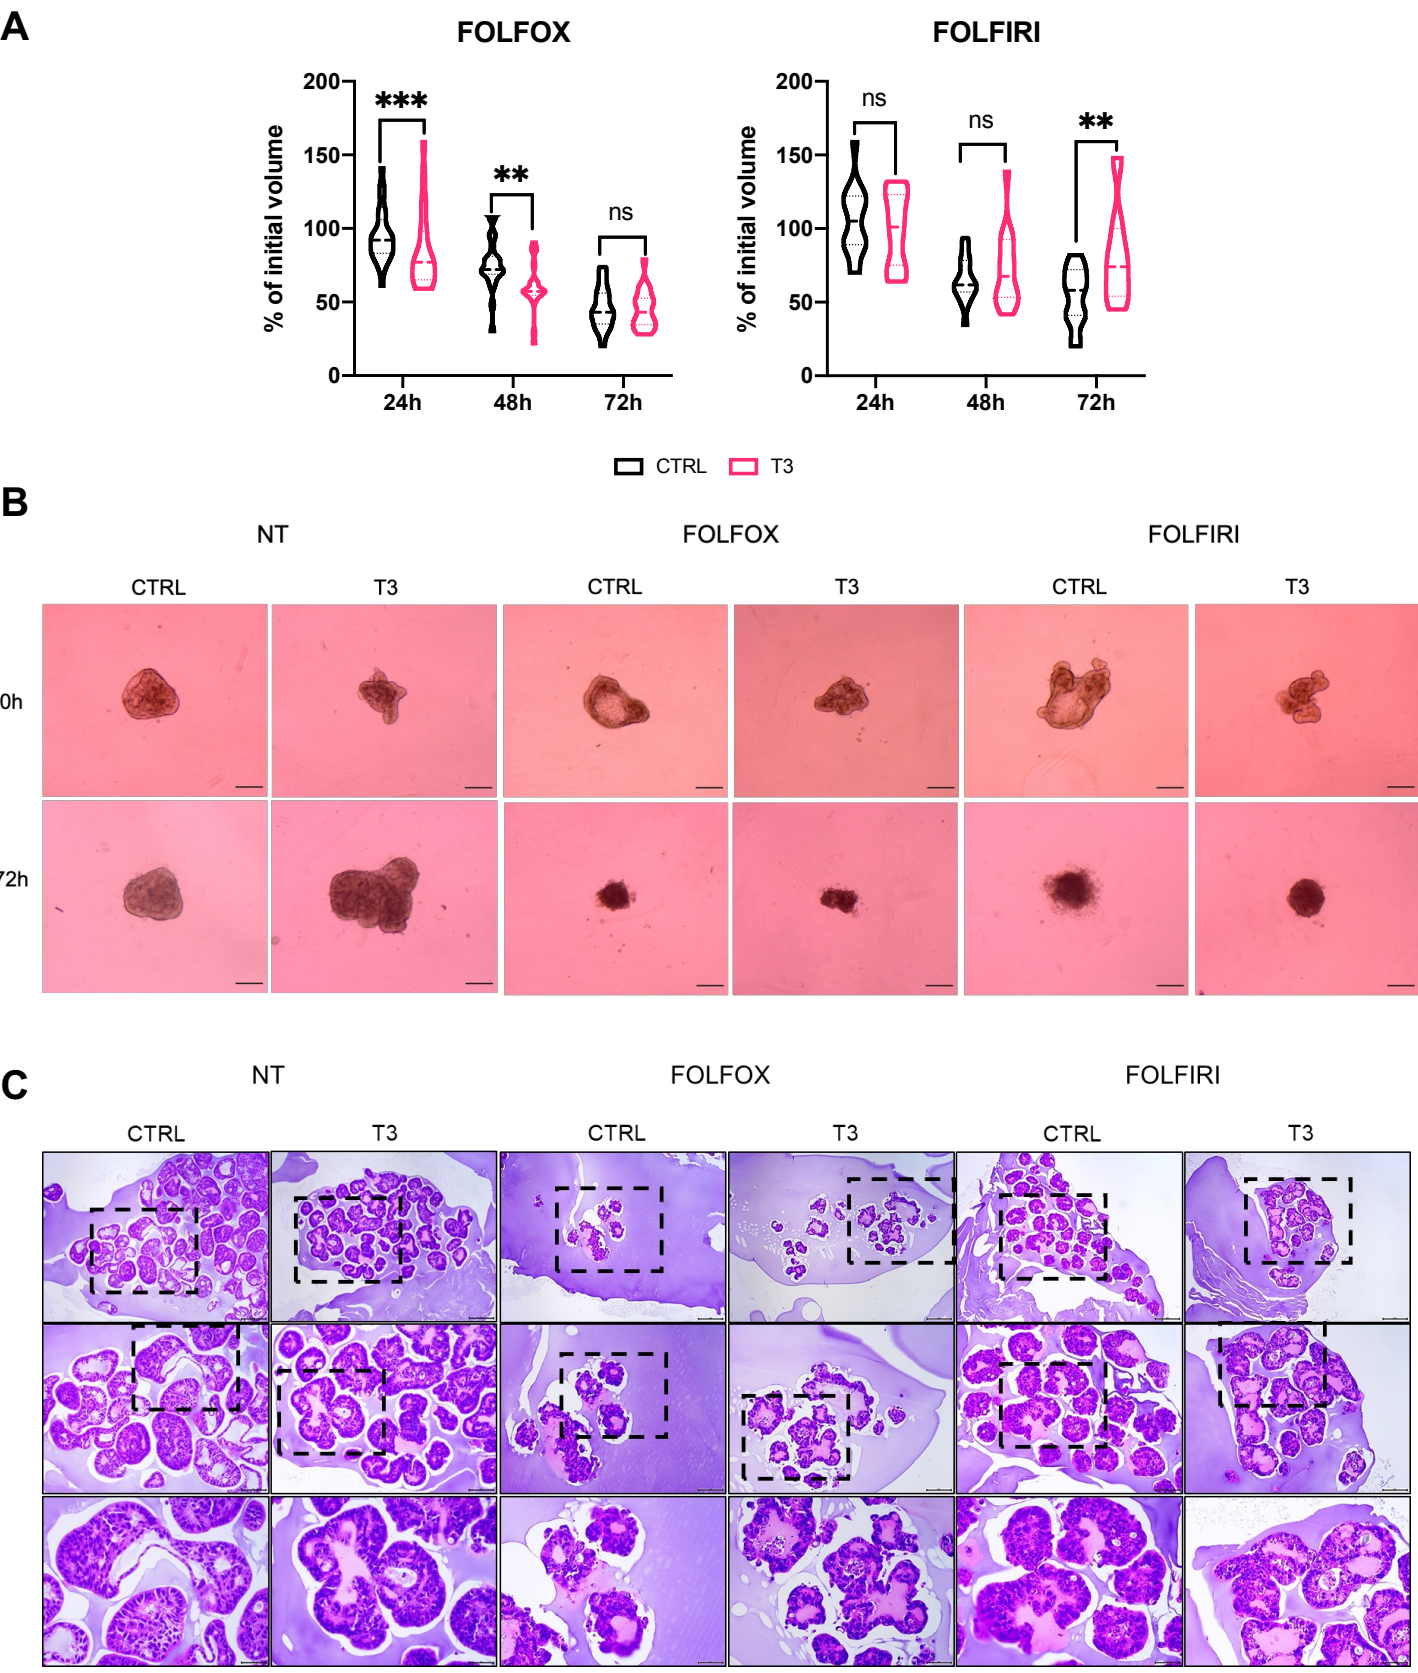 A
FOLFOX
FOLFIRI
% of initial volume
200
150
100
50
0
***
**
ns
24h
48h
72h
% of initial volume
200
150
100
50
0
ns
ns
**
24h
48h
72h
CTRL
T3
B
NT
FOLFOX
FOLFIRI
CTRL
T3
CTRL
T3
CTRL
T3
0h
72h
C
NT
FOLFOX
FOLFIRI
CTRL
T3
CTRL
T3
CTRL
T3